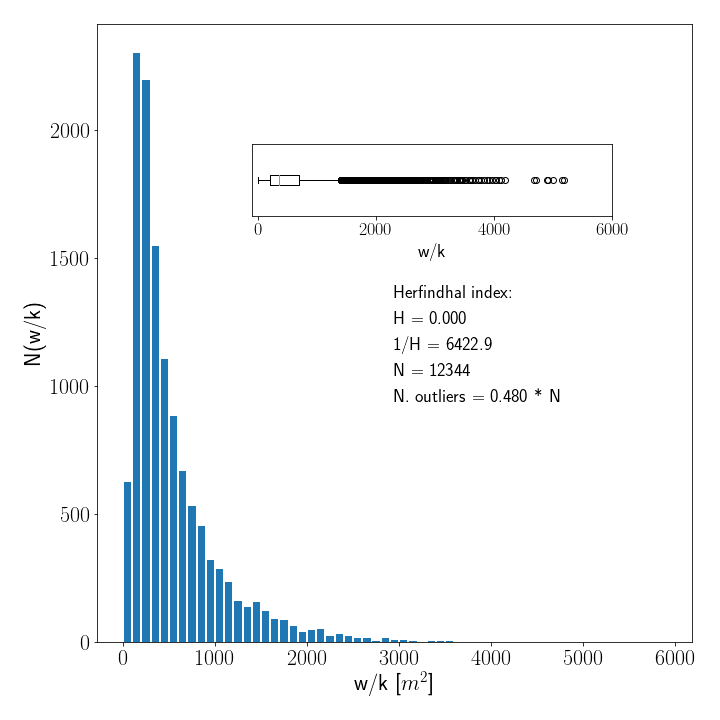 2000
1500
1000
500
0
N(w/k)
0 2000 4000 6000
w/k
Herfindhal index:
H = 0.000
1/H = 6422.9
N = 12344
N. outliers = 0.480 * N
0 1000 2000 3000 4000 5000 6000
w/k [m²]